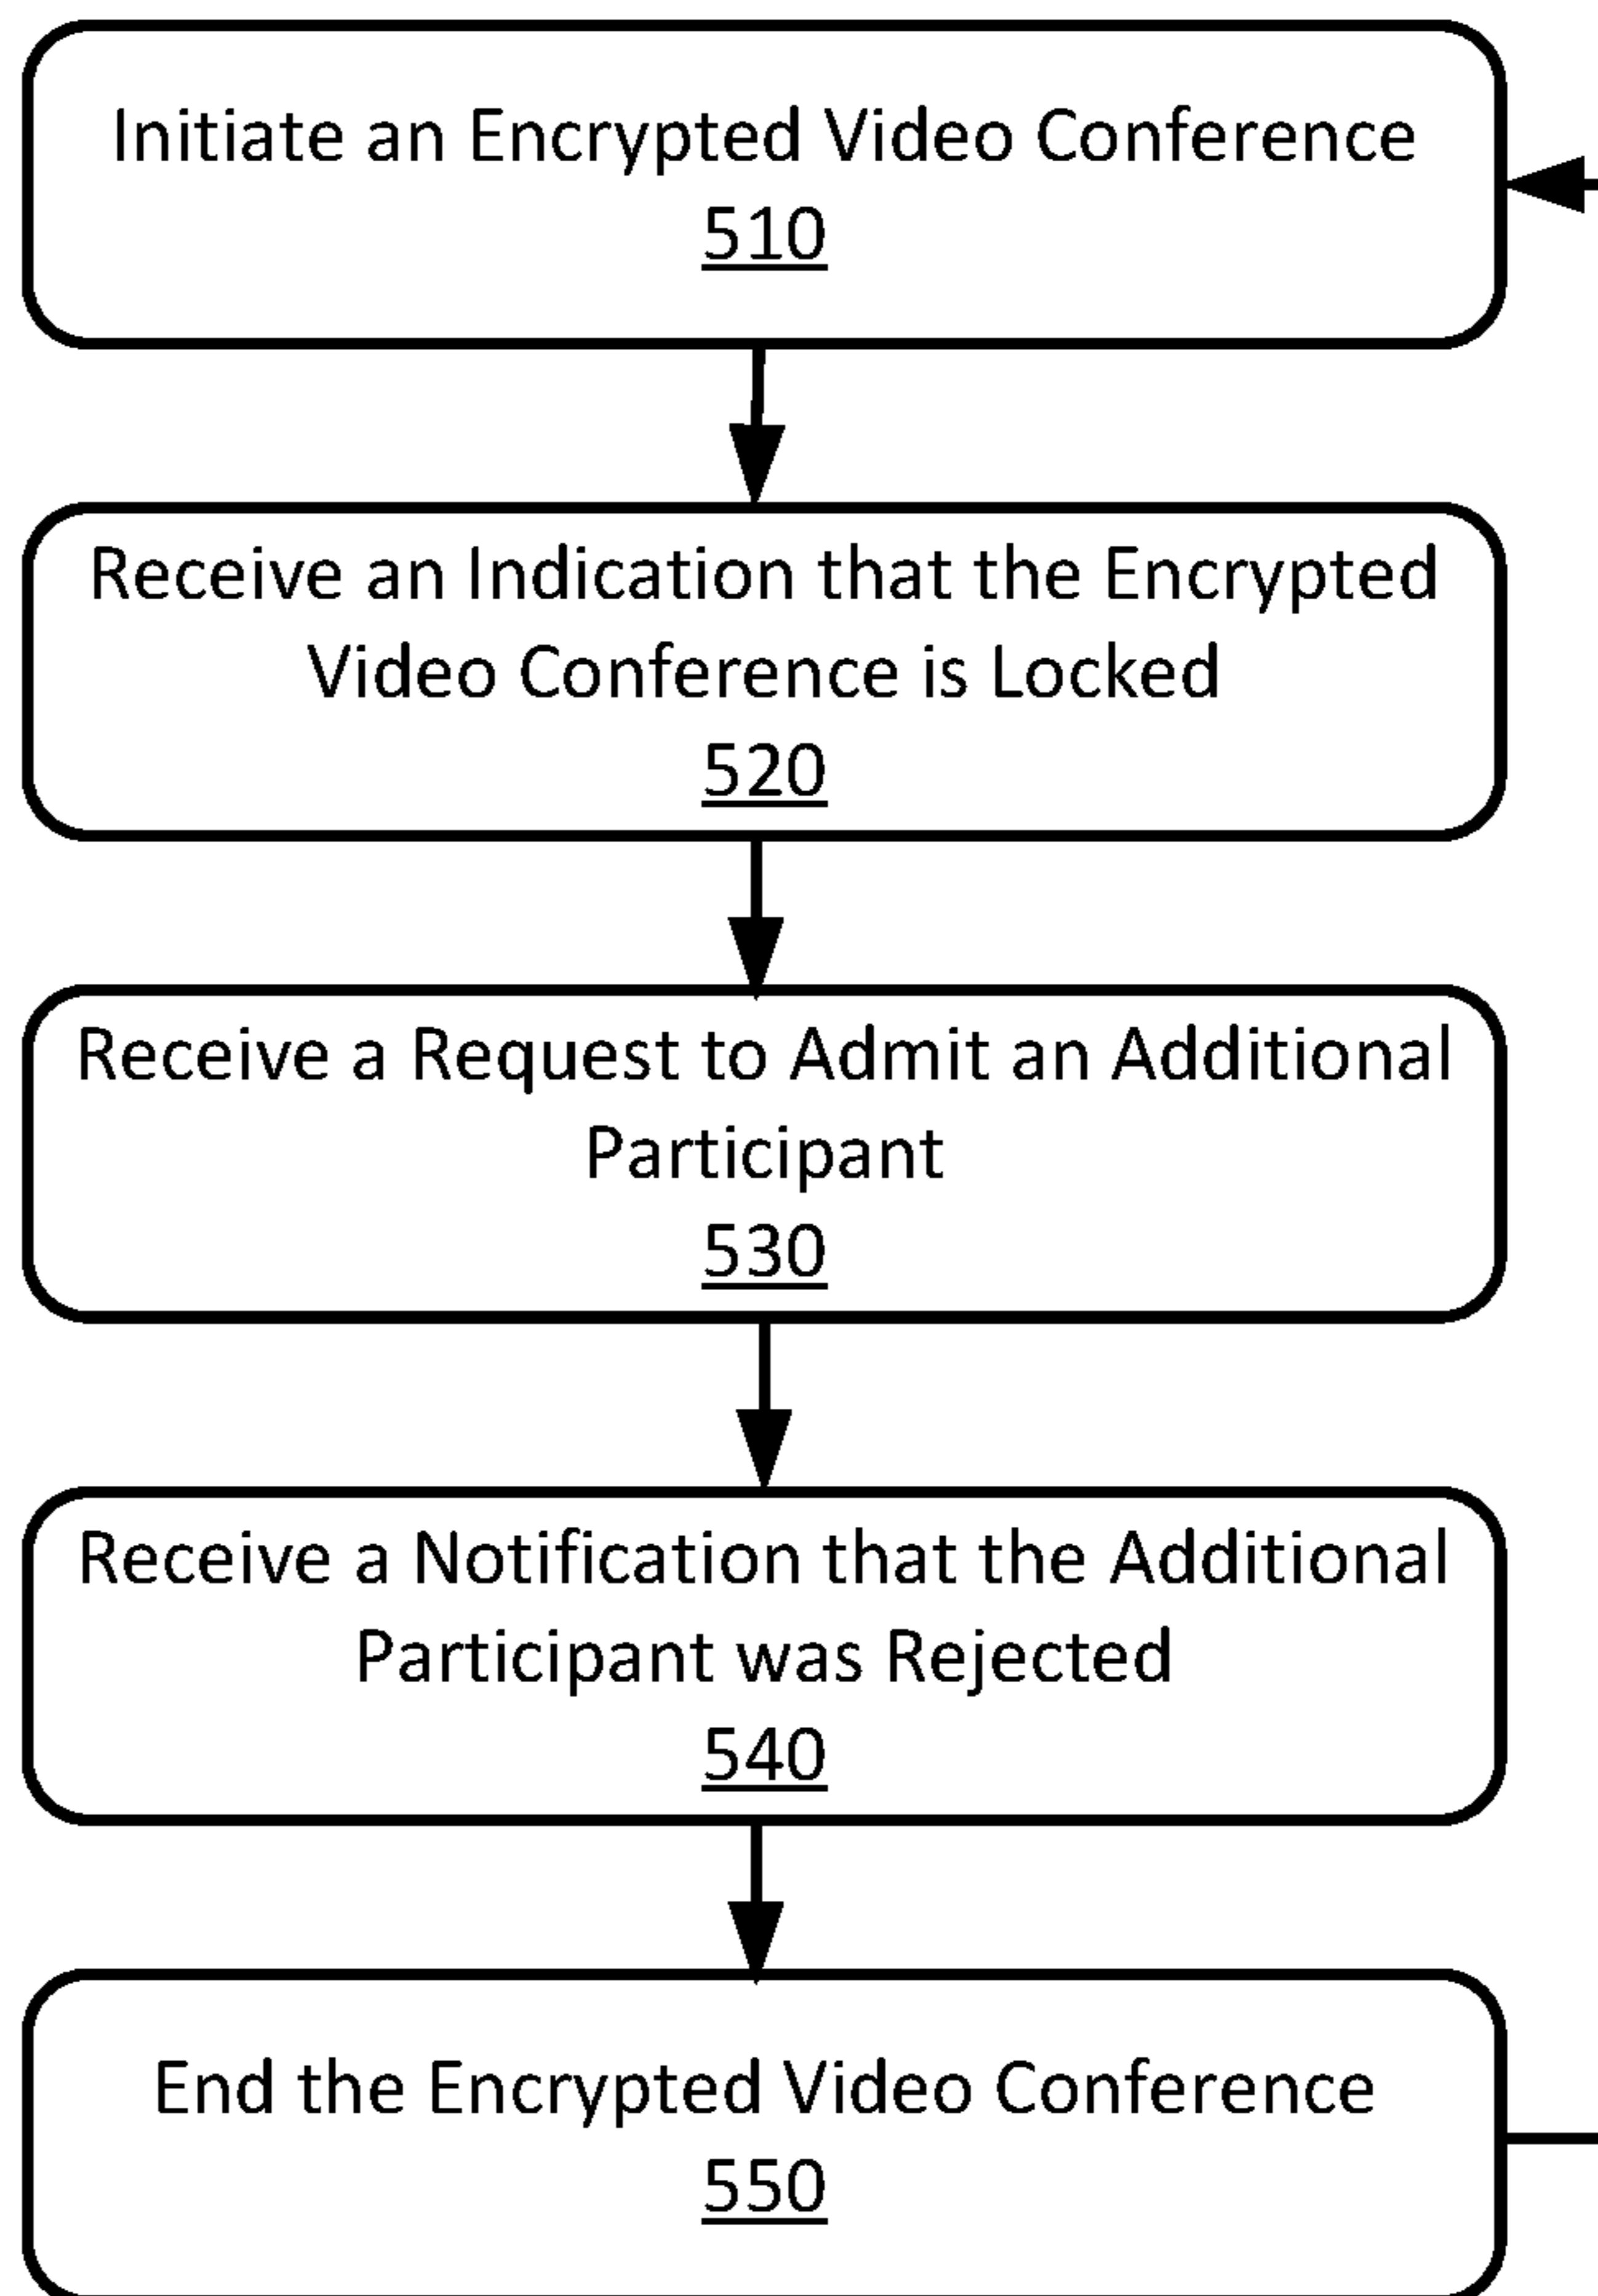 Initiate an Encrypted Video Conference
510
Receive an Indication that the Encrypted
Video Conference is Locked
520
Receive a Request to Admit an Additional
Participant
530
Receive a Notification that the Additional
Participant was Rejected
540
End the Encrypted Video Conference
550